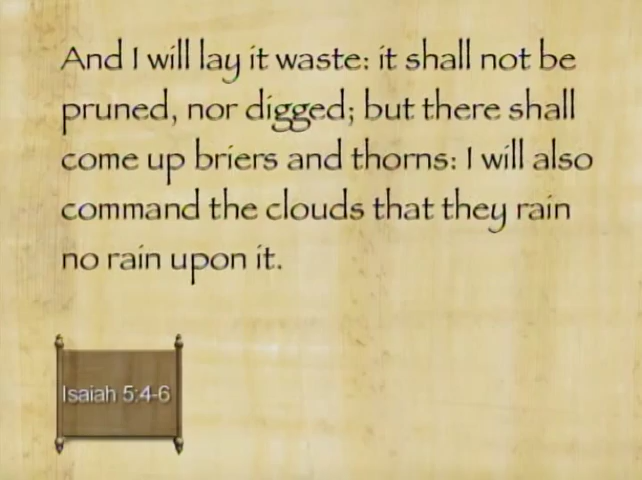 And I will lay it waste: it shall not be
pruned, nor digged; but there shall
come up briers and thorns: I will also
command the clouds that they rain
no rain upon it.
Isaiah 5:4-6